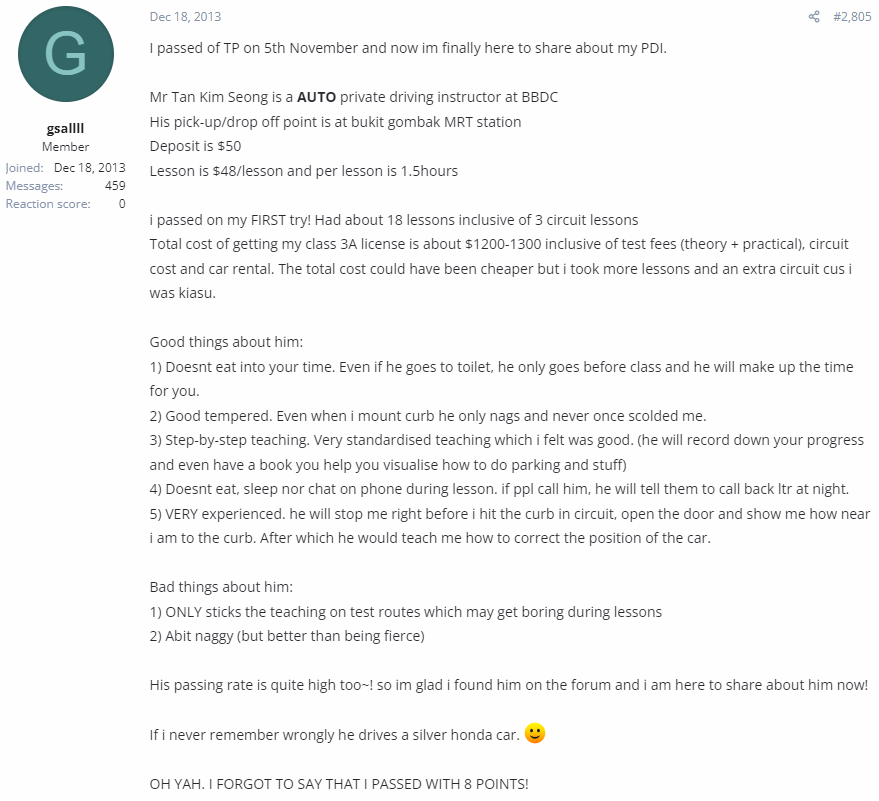 G
gsallll
Member
Joined: Dec 18, 2013
Messages: 459
Reaction score: 0
Dec 18, 2013
#2,805
I passed of TP on 5th November and now im finally here to share about my PDI.
Mr Tan Kim Seong is a AUTO private driving instructor at BBDC
His pick-up/drop off point is at bukit gombak MRT station
Deposit is $50
Lesson is $48/lesson and per lesson is 1.5hours
i passed on my FIRST try! Had about 18 lessons inclusive of 3 circuit lessons
Total cost of getting my class 3A license is about $1200-1300 inclusive of test fees (theory + practical), circuit
cost and car rental. The total cost could have been cheaper but i took more lessons and an extra circuit cus i
was kiasu.
Good things about him:
1) Doesnt eat into your time. Even if he goes to toilet, he only goes before class and he will make up the time
for you.
2) Good tempered. Even when i mount curb he only nags and never once scolded me.
3) Step-by-step teaching. Very standardised teaching which i felt was good. (he will record down your progress
and even have a book you help you visualise how to do parking and stuff)
4) Doesnt eat, sleep nor chat on phone during lesson. if ppl call him, he will tell them to call back ltr at night.
5) VERY experienced. he will stop me right before i hit the curb in circuit, open the door and show me how near
i am to the curb. After which he would teach me how to correct the position of the car.
Bad things about him:
1) ONLY sticks the teaching on test routes which may get boring during lessons
2) Abit naggy (but better than being fierce)
His passing rate is quite high too~! so im glad i found him on the forum and i am here to share about him now!
If i never remember wrongly he drives a silver honda car.
OH YAH. I FORGOT TO SAY THAT I PASSED WITH 8 POINTS!